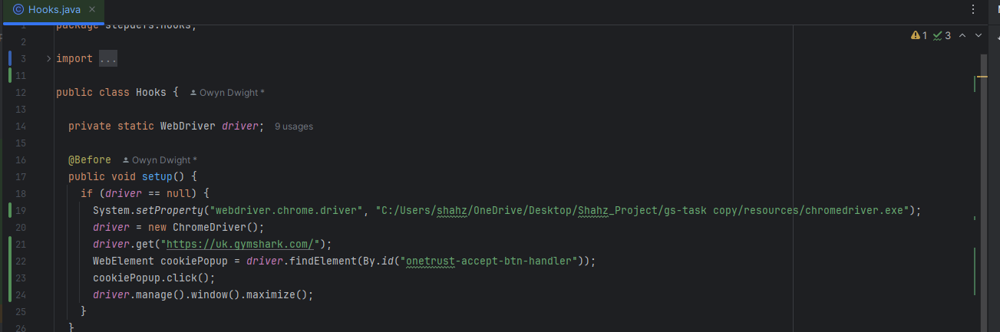 Hooks.java
1 package stepdefs.Hooks;
2
3 import ...
11
12 public class Hooks { Owyn Dwight *
13
14 private static WebDriver driver; 9 usages
15
16 @Before Owyn Dwight *
17 public void setup() {
18 if (driver == null) {
19 System.setProperty("webdriver.chrome.driver", "C:/Users/shahz/OneDrive/Desktop/Shahz_Project/gs-task copy/resources/chromedriver.exe");
20 driver = new ChromeDriver();
21 driver.get("https://uk.gymshark.com/");
22 WebElement cookiePopup = driver.findElement(By.id("onetrust-accept-btn-handler"));
23 cookiePopup.click();
24 driver.manage().window().maximize();
25 }
26 }
1 3